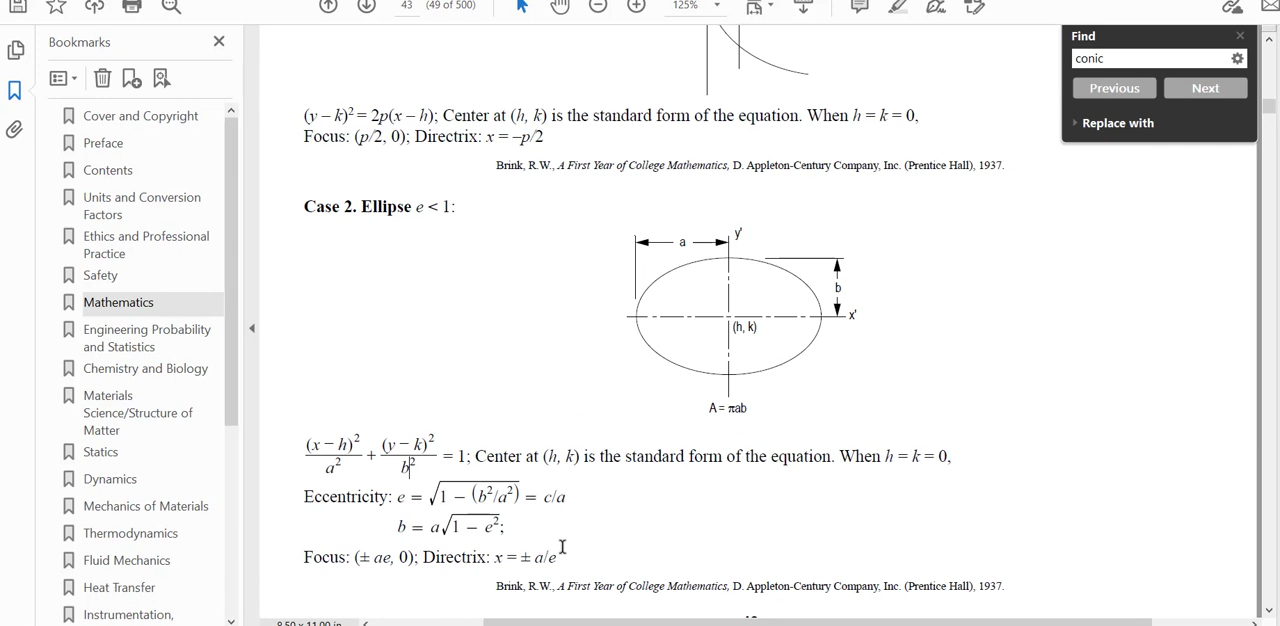 43
(49 of 500)
125%
Bookmarks
Cover and Copyright
Preface
Contents
Units and Conversion
Factors
Ethics and Professional
Practice
Safety
Mathematics
Engineering Probability
and Statistics
Chemistry and Biology
Materials
Science/Structure of
Matter
Statics
Dynamics
Mechanics of Materials
Thermodynamics
Fluid Mechanics
Heat Transfer
Instrumentation,
Find
conic
Previous
Next
Replace with
(y – k)² = 2p(x – h); Center at (h, k) is the standard form of the equation. When h = k = 0,
Focus: (p/2, 0); Directrix: x = –p/2
Brink, R.W., A First Year of College Mathematics, D. Appleton-Century Company, Inc. (Prentice Hall), 1937.
Case 2. Ellipse e < 1:
y'
a
b
x'
(h, k)
A = πab
(x – h)²/a² + (y – k)²/b² = 1; Center at (h, k) is the standard form of the equation. When h = k = 0,
Eccentricity: e = √(1 – (b²/a²)) = c/a
b = a√(1 – e²);
Focus: (± ae, 0); Directrix: x = ± a/e
Brink, R.W., A First Year of College Mathematics, D. Appleton-Century Company, Inc. (Prentice Hall), 1937.
8.50 x 11.00 in